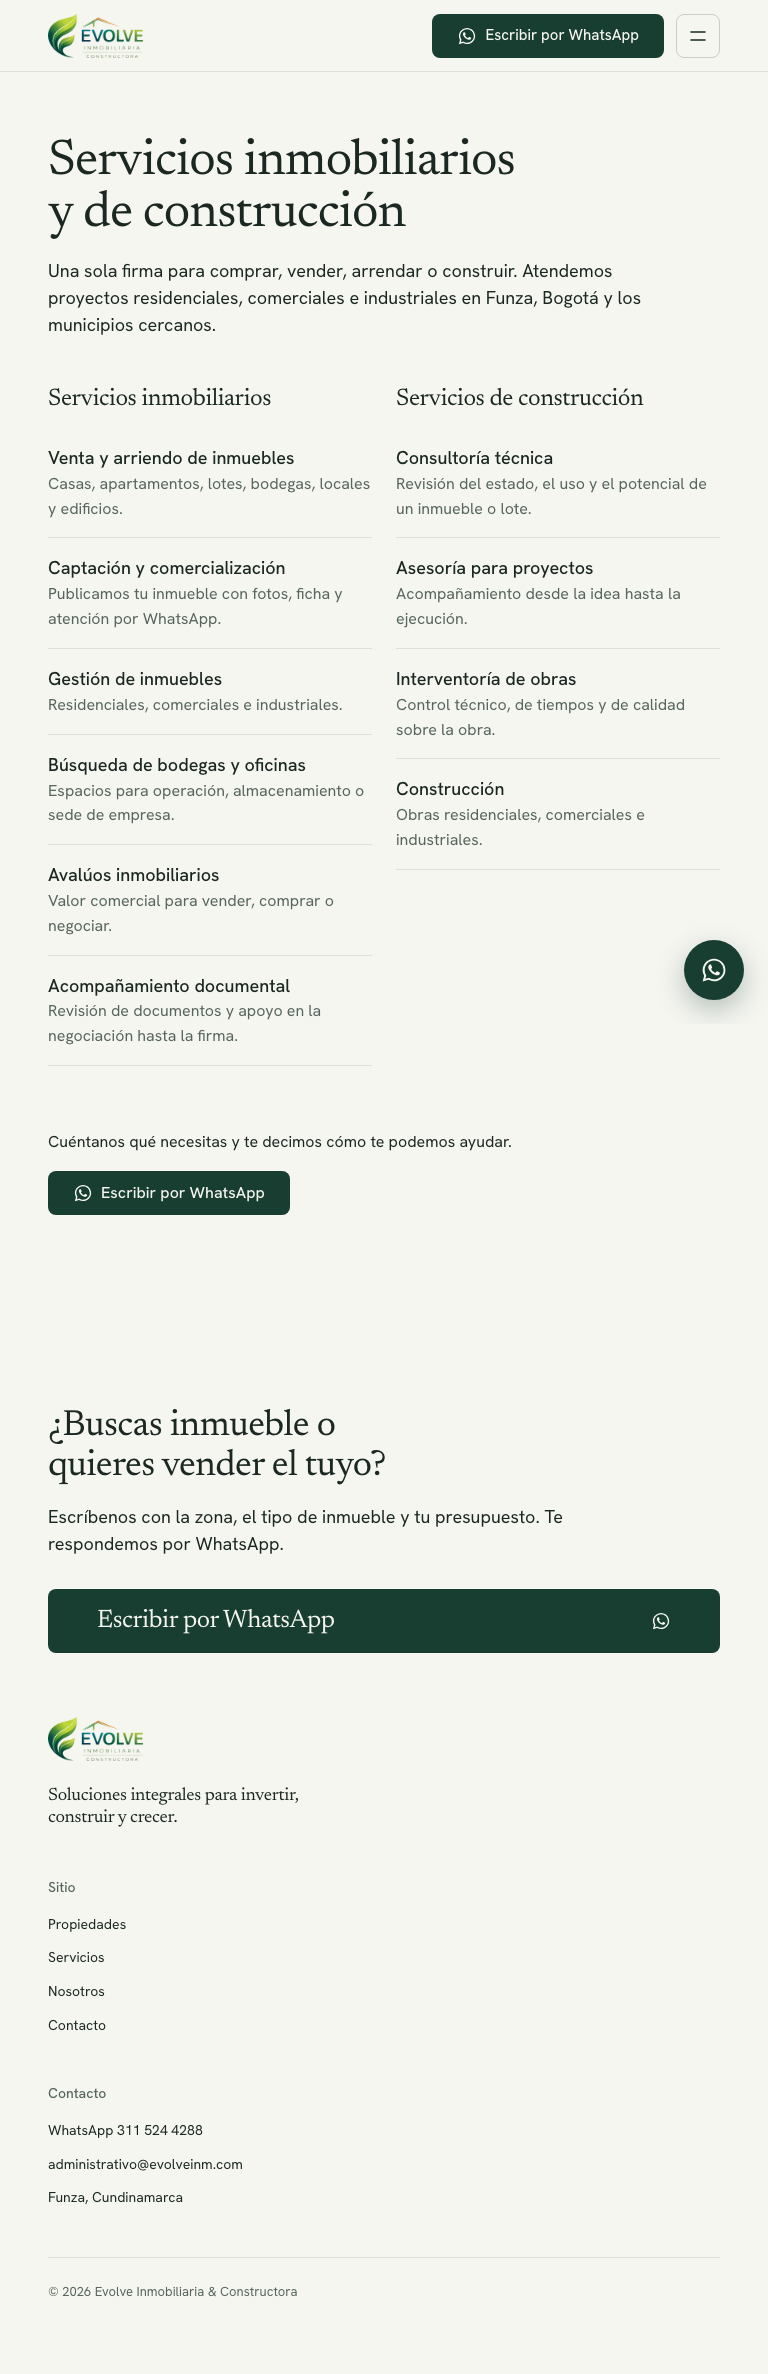 EVOLVE
INMOBILIARIA
CONSTRUCTORA
Escribir por WhatsApp
Servicios inmobiliarios
y de construcción
Una sola firma para comprar, vender, arrendar o construir. Atendemos
proyectos residenciales, comerciales e industriales en Funza, Bogotá y los
municipios cercanos.
Servicios inmobiliarios
Venta y arriendo de inmuebles
Casas, apartamentos, lotes, bodegas, locales
y edificios.
Captación y comercialización
Publicamos tu inmueble con fotos, ficha y
atención por WhatsApp.
Gestión de inmuebles
Residenciales, comerciales e industriales.
Búsqueda de bodegas y oficinas
Espacios para operación, almacenamiento o
sede de empresa.
Avalúos inmobiliarios
Valor comercial para vender, comprar o
negociar.
Acompañamiento documental
Revisión de documentos y apoyo en la
negociación hasta la firma.
Servicios de construcción
Consultoría técnica
Revisión del estado, el uso y el potencial de
un inmueble o lote.
Asesoría para proyectos
Acompañamiento desde la idea hasta la
ejecución.
Interventoría de obras
Control técnico, de tiempos y de calidad
sobre la obra.
Construcción
Obras residenciales, comerciales e
industriales.
Cuéntanos qué necesitas y te decimos cómo te podemos ayudar.
Escribir por WhatsApp
¿Buscas inmueble o
quieres vender el tuyo?
Escríbenos con la zona, el tipo de inmueble y tu presupuesto. Te
respondemos por WhatsApp.
Escribir por WhatsApp
EVOLVE
INMOBILIARIA
CONSTRUCTORA
Soluciones integrales para invertir,
construir y crecer.
Sitio
Propiedades
Servicios
Nosotros
Contacto
Contacto
WhatsApp 311 524 4288
administrativo@evolveinm.com
Funza, Cundinamarca
© 2026 Evolve Inmobiliaria & Constructora